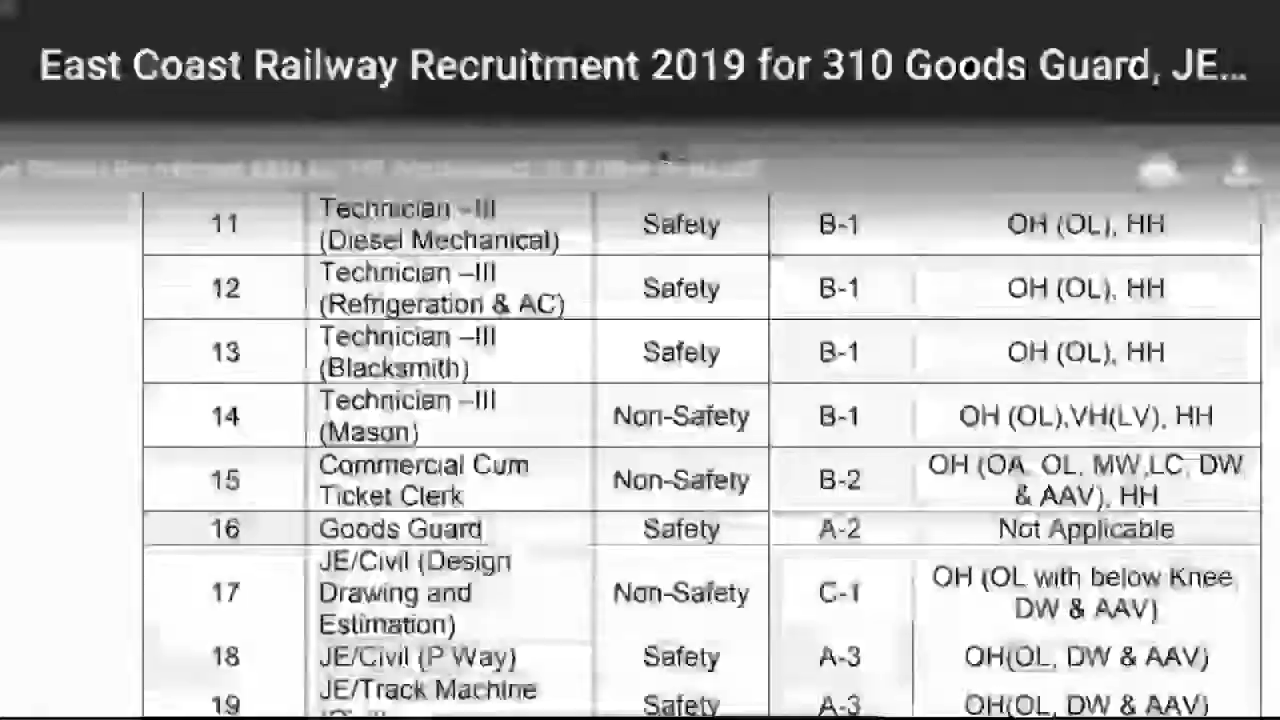 East Coast Railway Recruitment 2019 for 310 Goods Guard, JE...
11 Technician –III (Diesel Mechanical) Safety B-1 OH (OL), HH
12 Technician –III (Refrigeration & AC) Safety B-1 OH (OL), HH
13 Technician –III (Blacksmith) Safety B-1 OH (OL), HH
14 Technician –III (Mason) Non-Safety B-1 OH (OL),VH(LV), HH
15 Commercial Cum Ticket Clerk Non-Safety B-2 OH (OA, OL, MW,LC, DW & AAV), HH
16 Goods Guard Safety A-2 Not Applicable
17 JE/Civil (Design Drawing and Estimation) Non-Safety C-1 OH (OL with below Knee, DW & AAV)
18 JE/Civil (P Way) Safety A-3 OH(OL, DW & AAV)
19 JE/Track Machine Safety A-3 OH(OL, DW & AAV)